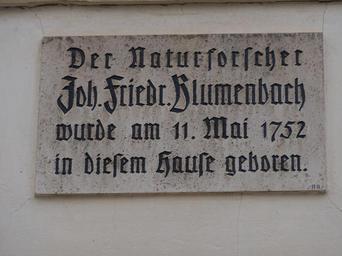 Der Naturforscher
Joh. Friedr. Blumenbach
wurde am 11. Mai 1752
in diesem Hause geboren.